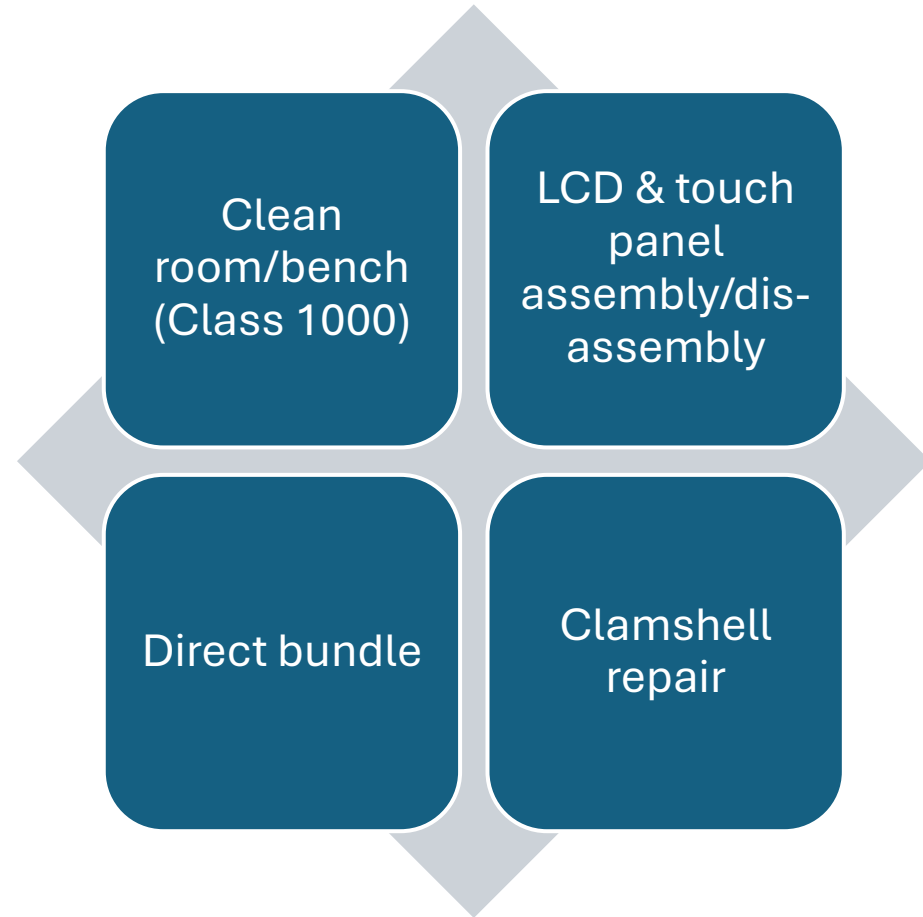 Clean
room/bench
(Class 1000)
LCD & touch
panel
assembly/dis-
assembly
Direct bundle
Clamshell
repair